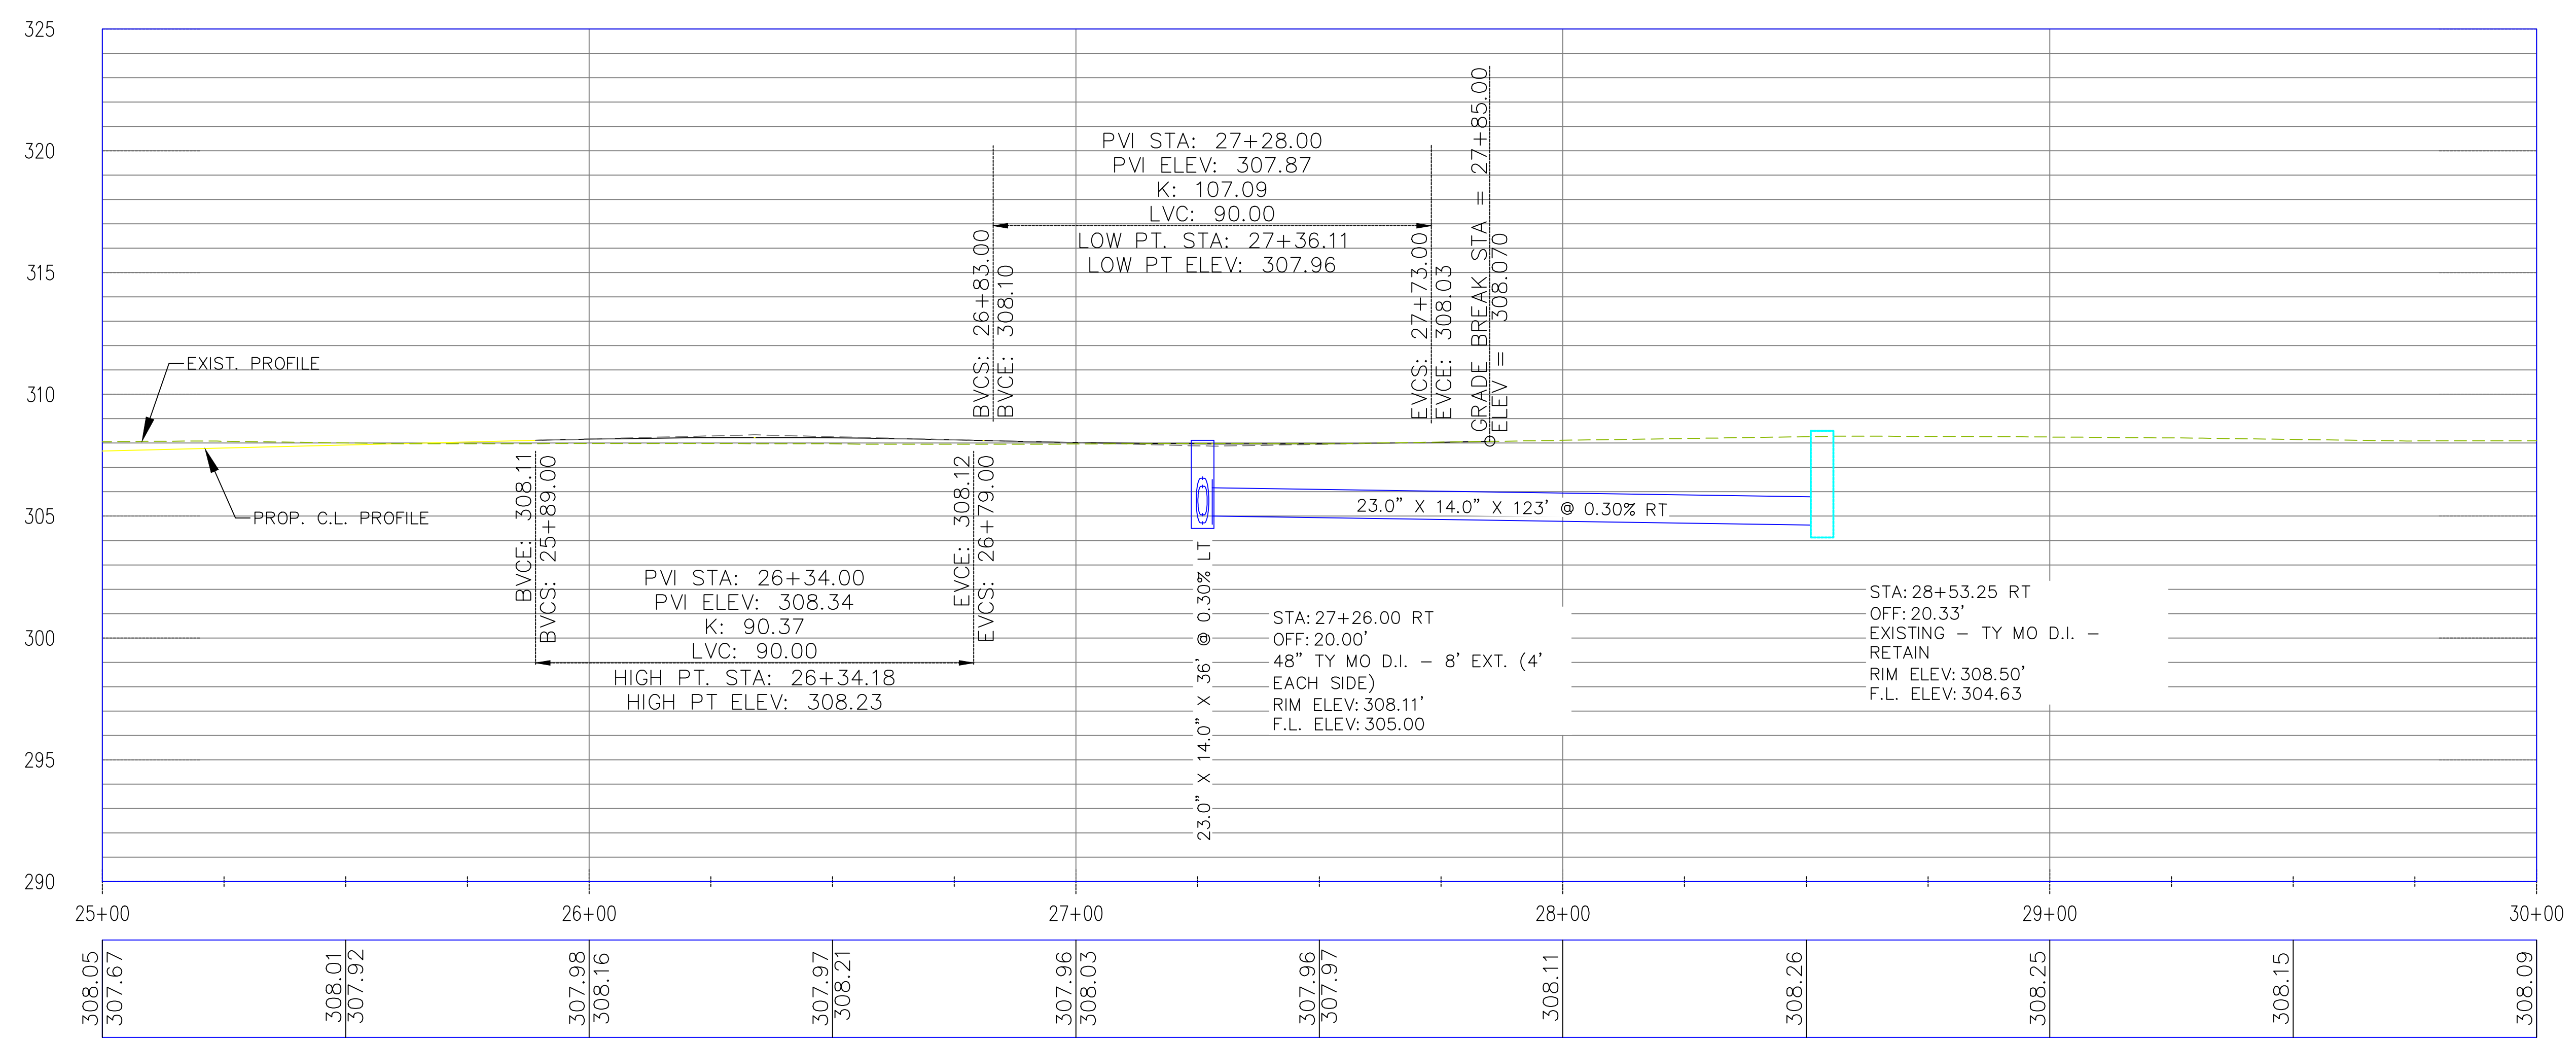 325
320
315
310
305
300
295
290
PVI STA: 27+28.00
PVI ELEV: 307.87
K: 107.09
LVC: 90.00
LOW PT. STA: 27+36.11
LOW PT ELEV: 307.96
BVCS: 26+83.00
BVCE: 308.10
EVCS: 27+73.00
EVCE: 308.03
GRADE BREAK STA = 27+85.00
ELEV = 308.070
EXIST. PROFILE
PROP. C.L. PROFILE
BVCE: 308.11
BVCS: 25+89.00
EVCE: 308.12
EVCS: 26+79.00
PVI STA: 26+34.00
PVI ELEV: 308.34
K: 90.37
LVC: 90.00
HIGH PT. STA: 26+34.18
HIGH PT ELEV: 308.23
23.0" X 14.0" X 123' @ 0.30% RT
23.0" X 14.0" X 36' @ 0.30% LT
STA:27+26.00 RT
OFF:20.00'
48" TY MO D.I. – 8' EXT. (4'
EACH SIDE)
RIM ELEV:308.11'
F.L. ELEV:305.00
STA:28+53.25 RT
OFF:20.33'
EXISTING – TY MO D.I. –
RETAIN
RIM ELEV:308.50'
F.L. ELEV:304.63
25+00
26+00
27+00
28+00
29+00
30+00
308.05
307.67
308.01
307.92
307.98
308.16
307.97
308.21
307.96
308.03
307.96
307.97
308.11
308.26
308.25
308.15
308.09